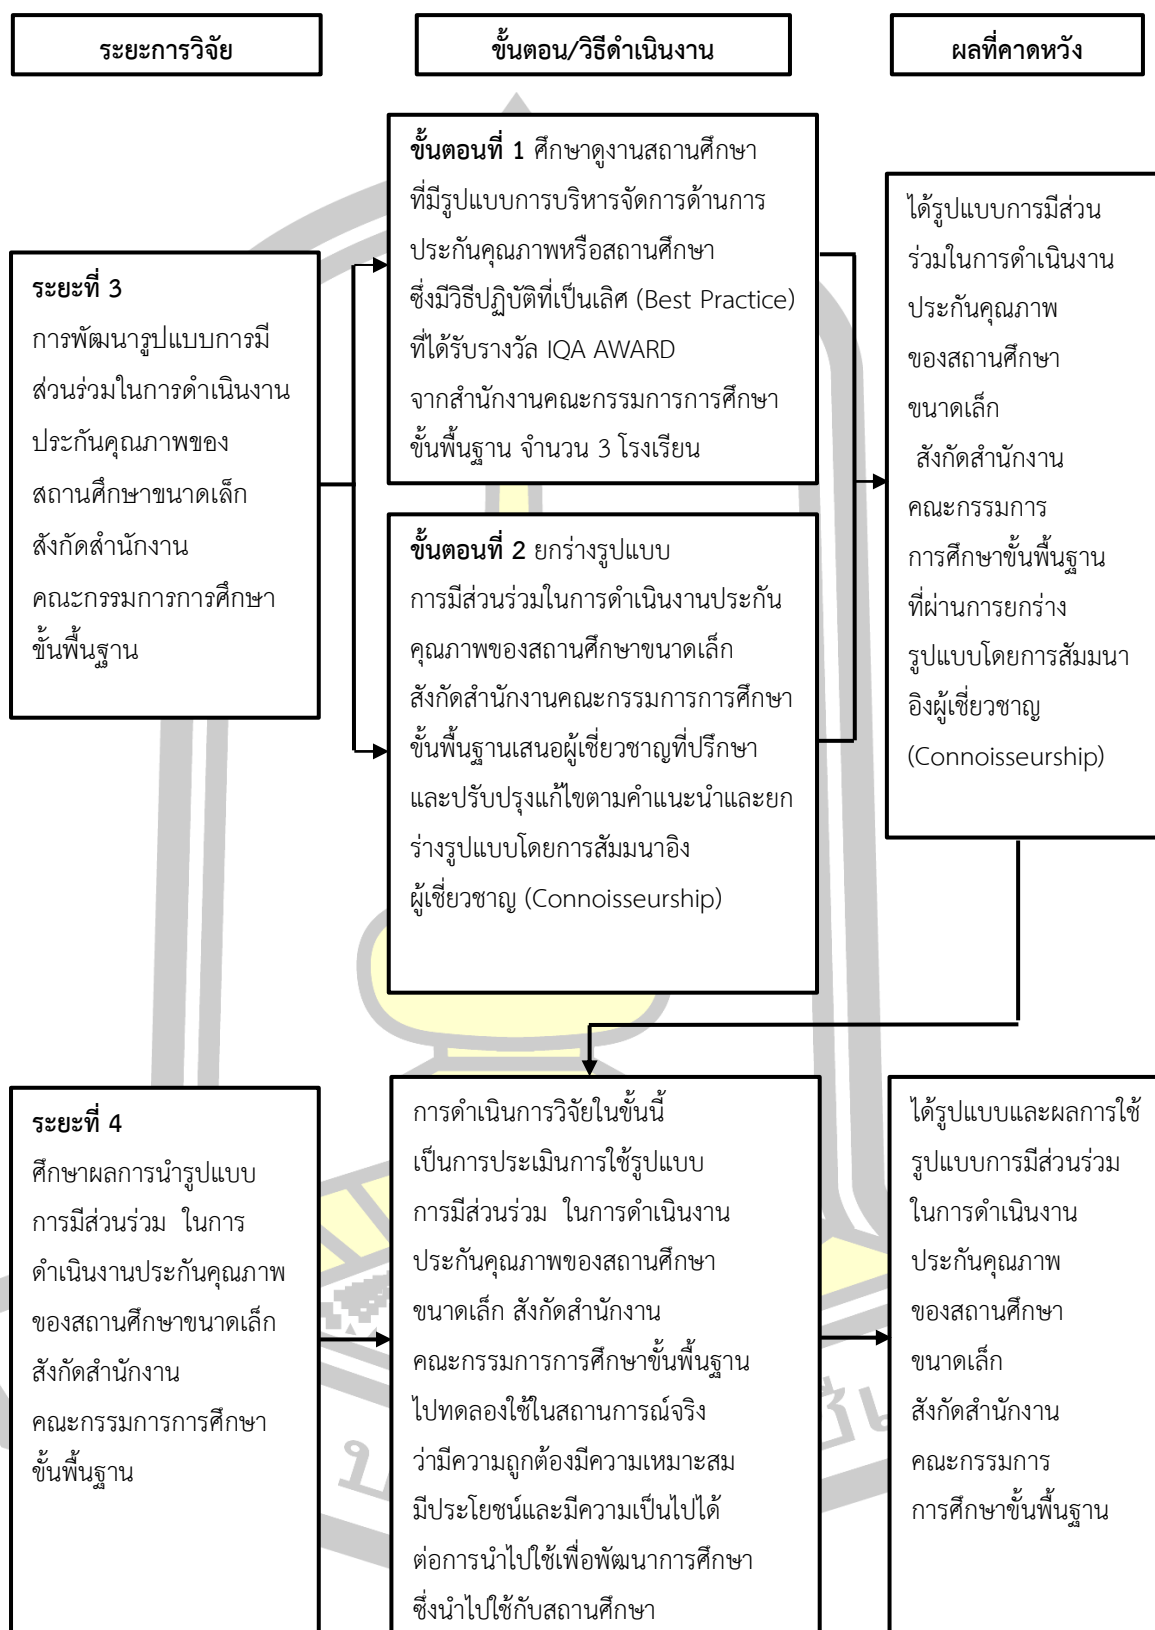 ระยะการวิจัย
ขั้นตอน/วิธีดำเนินงาน
ผลที่คาดหวัง
ระยะที่ 3
การพัฒนารูปแบบการมี
ส่วนร่วมในการดำเนินงาน
ประกันคุณภาพของ
สถานศึกษาขนาดเล็ก
สังกัดสำนักงาน
คณะกรรมการการศึกษา
ขั้นพื้นฐาน
ขั้นตอนที่ 1 ศึกษาดูงานสถานศึกษา
ที่มีรูปแบบการบริหารจัดการด้านการ
ประกันคุณภาพหรือสถานศึกษา
ซึ่งมีวิธีปฏิบัติที่เป็นเลิศ (Best Practice)
ที่ได้รับรางวัล IQA AWARD
จากสำนักงานคณะกรรมการการศึกษา
ขั้นพื้นฐาน จำนวน 3 โรงเรียน
ขั้นตอนที่ 2 ยกร่างรูปแบบ
การมีส่วนร่วมในการดำเนินงานประกัน
คุณภาพของสถานศึกษาขนาดเล็ก
สังกัดสำนักงานคณะกรรมการการศึกษา
ขั้นพื้นฐานเสนอผู้เชี่ยวชาญที่ปรึกษา
และปรับปรุงแก้ไขตามคำแนะนำและยก
ร่างรูปแบบโดยการสัมมนาอิง
ผู้เชี่ยวชาญ (Connoisseurship)
ได้รูปแบบการมีส่วน
ร่วมในการดำเนินงาน
ประกันคุณภาพ
ของสถานศึกษา
ขนาดเล็ก
สังกัดสำนักงาน
คณะกรรมการ
การศึกษาขั้นพื้นฐาน
ที่ผ่านการยกร่าง
รูปแบบโดยการสัมมนา
อิงผู้เชี่ยวชาญ
(Connoisseurship)
ระยะที่ 4
ศึกษาผลการนำรูปแบบ
การมีส่วนร่วม ในการ
ดำเนินงานประกันคุณภาพ
ของสถานศึกษาขนาดเล็ก
สังกัดสำนักงาน
คณะกรรมการการศึกษา
ขั้นพื้นฐาน
การดำเนินการวิจัยในขั้นนี้
เป็นการประเมินการใช้รูปแบบ
การมีส่วนร่วม ในการดำเนินงาน
ประกันคุณภาพของสถานศึกษา
ขนาดเล็ก สังกัดสำนักงาน
คณะกรรมการการศึกษาขั้นพื้นฐาน
ไปทดลองใช้ในสถานการณ์จริง
ว่ามีความถูกต้องมีความเหมาะสม
มีประโยชน์และมีความเป็นไปได้
ต่อการนำไปใช้เพื่อพัฒนาการศึกษา
ซึ่งนำไปใช้กับสถานศึกษา
ได้รูปแบบและผลการใช้
รูปแบบการมีส่วนร่วม
ในการดำเนินงาน
ประกันคุณภาพ
ของสถานศึกษา
ขนาดเล็ก
สังกัดสำนักงาน
คณะกรรมการ
การศึกษาขั้นพื้นฐาน